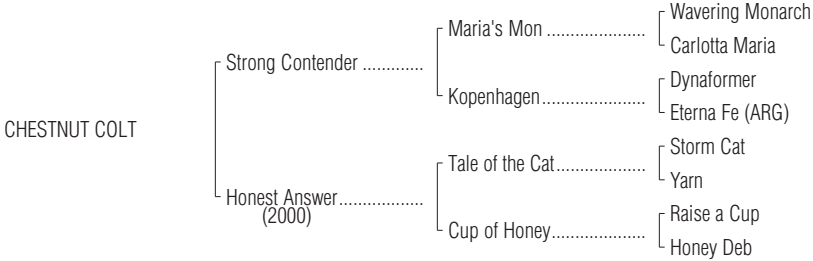 Wavering Monarch
Maria's Mon .....................
Carlotta Maria
Strong Contender .............
Dynaformer
Kopenhagen......................
Eterna Fe (ARG)
CHESTNUT COLT
Storm Cat
Tale of the Cat...................
Yarn
Honest Answer..................
(2000)
Raise a Cup
Cup of Honey....................
Honey Deb